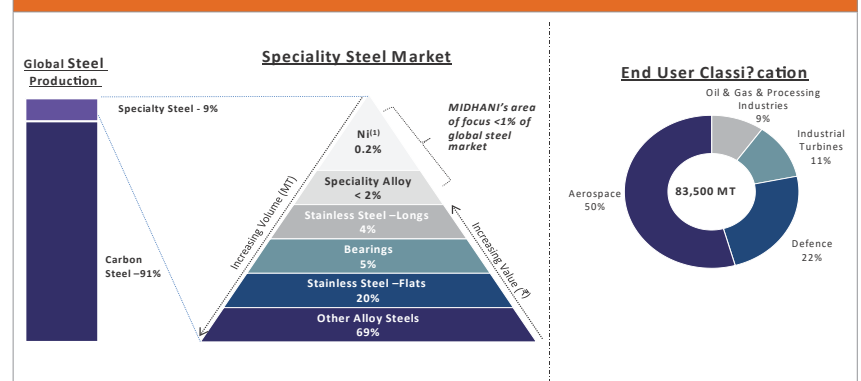 Global Steel
Production
Specialty Steel - 9%
Carbon
Steel –91%
Speciality Steel Market
Ni(1)
0.2%
Speciality Alloy
< 2%
Stainless Steel –Longs
4%
Bearings
5%
Stainless Steel –Flats
20%
Other Alloy Steels
69%
Increasing Volume (MT)
Increasing Value (₹)
MIDHANI’s area
of focus <1% of
global steel
market
End User Classi?cation
Oil & Gas & Processing
Industries
9%
Industrial
Turbines
11%
Aerospace
50%
83,500 MT
Defence
22%